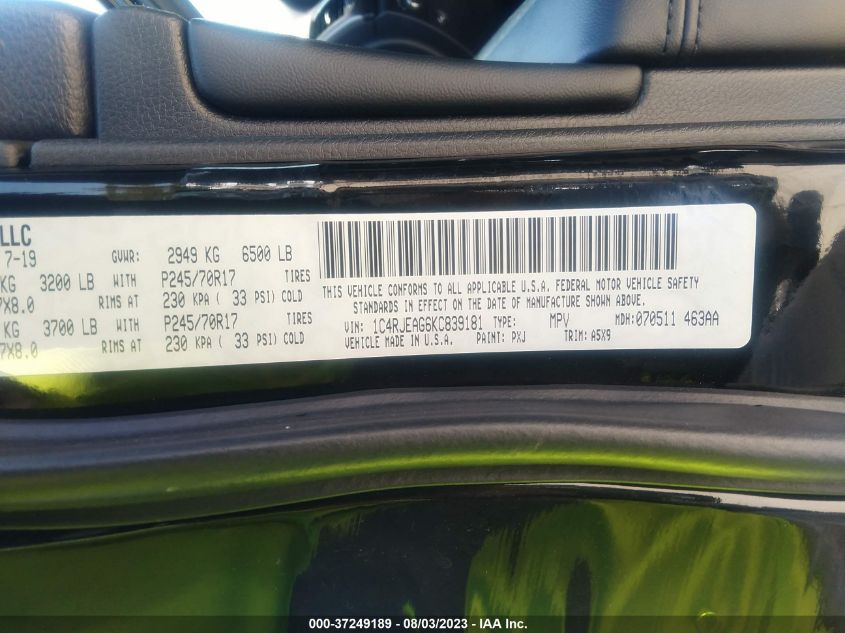 LLC
7-19 GVWR: 2949 KG 6500 LB
KG 3200 LB WITH P245/70R17 TIRES
7X8.0 RIMS AT 230 KPA ( 33 PSI) COLD
KG 3700 LB WITH P245/70R17 TIRES
7X8.0 RIMS AT 230 KPA ( 33 PSI) COLD
THIS VEHICLE CONFORMS TO ALL APPLICABLE U.S.A. FEDERAL MOTOR VEHICLE SAFETY
STANDARDS IN EFFECT ON THE DATE OF MANUFACTURE SHOWN ABOVE.
VIN: 1C4RJEAG6KC839181 TYPE: MPV MDH: 070511 463AA
VEHICLE MADE IN U.S.A. PAINT: PXJ TRIM: A5X9
000-37249189 - 08/03/2023 - IAA Inc.